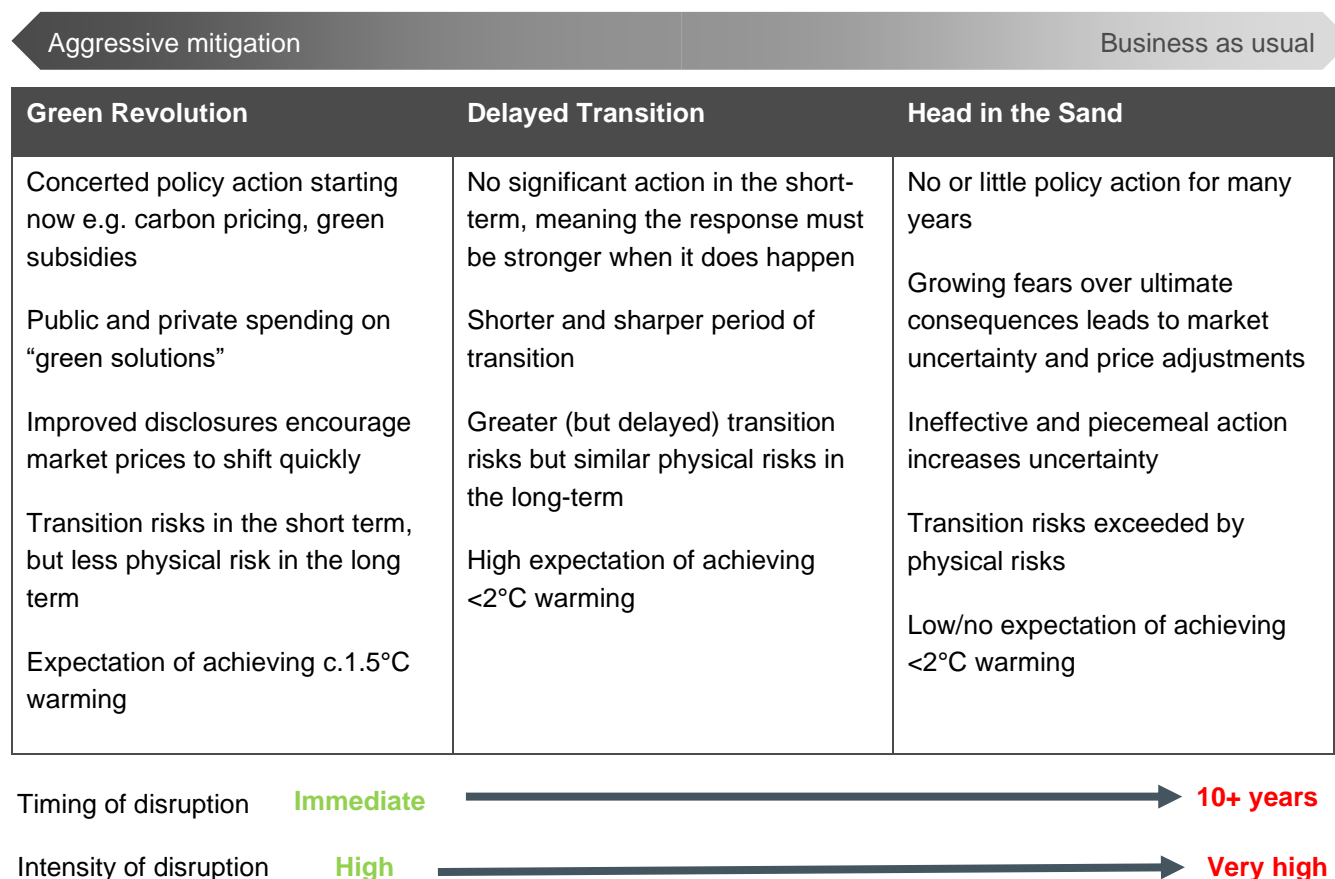 Aggressive mitigation
Business as usual
Green Revolution
Delayed Transition
Head in the Sand
Concerted policy action starting
now e.g. carbon pricing, green
subsidies
Public and private spending on
“green solutions”
Improved disclosures encourage
market prices to shift quickly
Transition risks in the short term,
but less physical risk in the long
term
Expectation of achieving c.1.5°C
warming
No significant action in the short-
term, meaning the response must
be stronger when it does happen
Shorter and sharper period of
transition
Greater (but delayed) transition
risks but similar physical risks in
the long-term
High expectation of achieving
<2°C warming
No or little policy action for many
years
Growing fears over ultimate
consequences leads to market
uncertainty and price adjustments
Ineffective and piecemeal action
increases uncertainty
Transition risks exceeded by
physical risks
Low/no expectation of achieving
<2°C warming
Timing of disruption Immediate 10+ years
Intensity of disruption High Very high